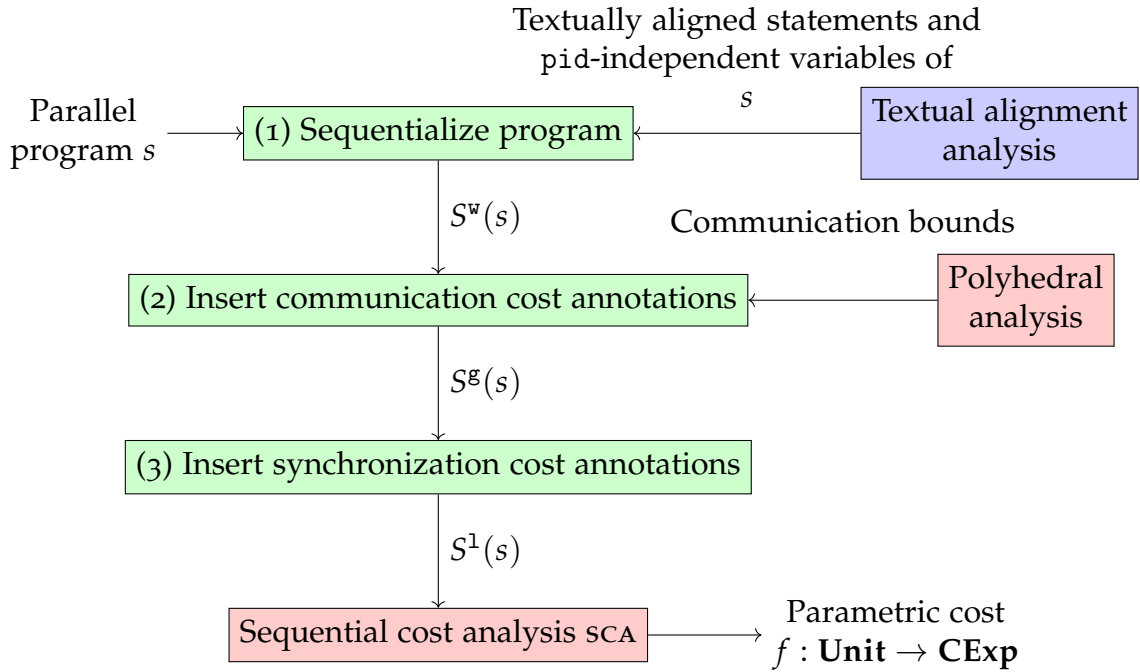 Textually aligned statements and
pid-independent variables of
s
Parallel
program s
(1) Sequentialize program
Textual alignment
analysis
S^w(s)
Communication bounds
(2) Insert communication cost annotations
Polyhedral
analysis
S^g(s)
(3) Insert synchronization cost annotations
S^l(s)
Sequential cost analysis SCA
Parametric cost
f : Unit → CExp